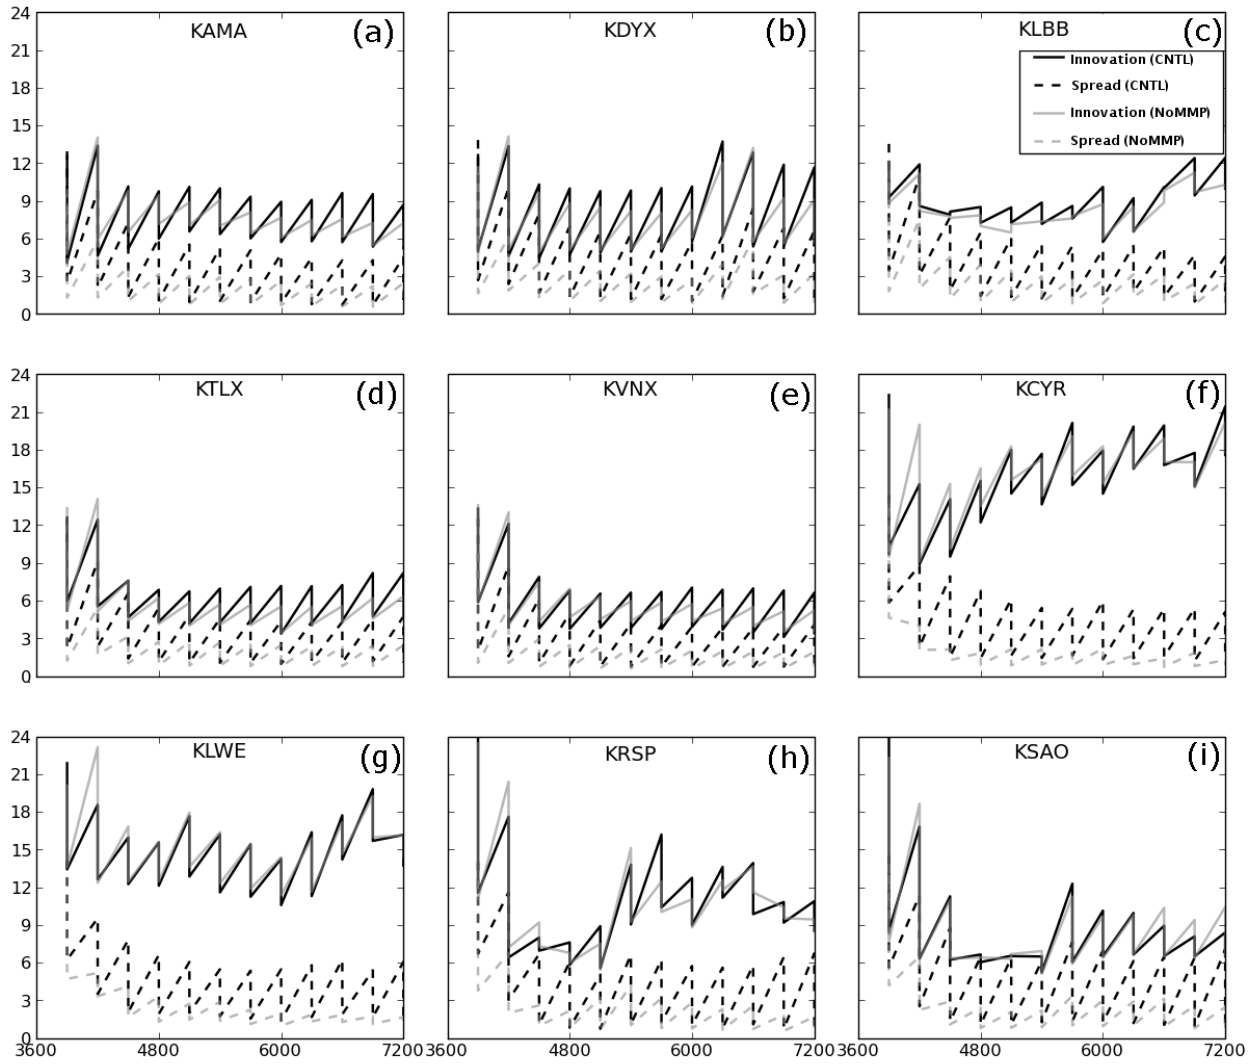 24
21
18
15
12
9
6
3
0
KAMA
(a)
KDYX
(b)
KLBB
(c)
Innovation (CNTL)
Spread (CNTL)
Innovation (NoMMP)
Spread (NoMMP)
24
21
18
15
12
9
6
3
0
KTLX
(d)
KVNX
(e)
KCYR
(f)
24
21
18
15
12
9
6
3
0
KLWE
(g)
KRSP
(h)
KSAO
(i)
3600 4800 6000 7200
3600 4800 6000 7200
3600 4800 6000 7200